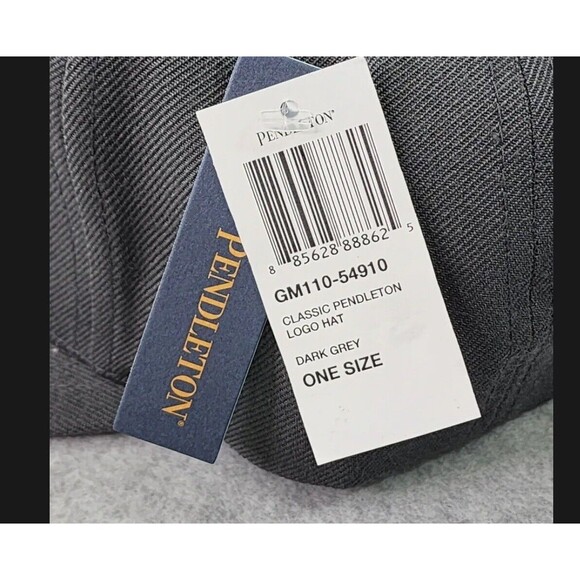 PENDLETON®
8 85628 88862 5
GM110-54910
CLASSIC PENDLETON
LOGO HAT
DARK GREY
ONE SIZE
PENDLETON®